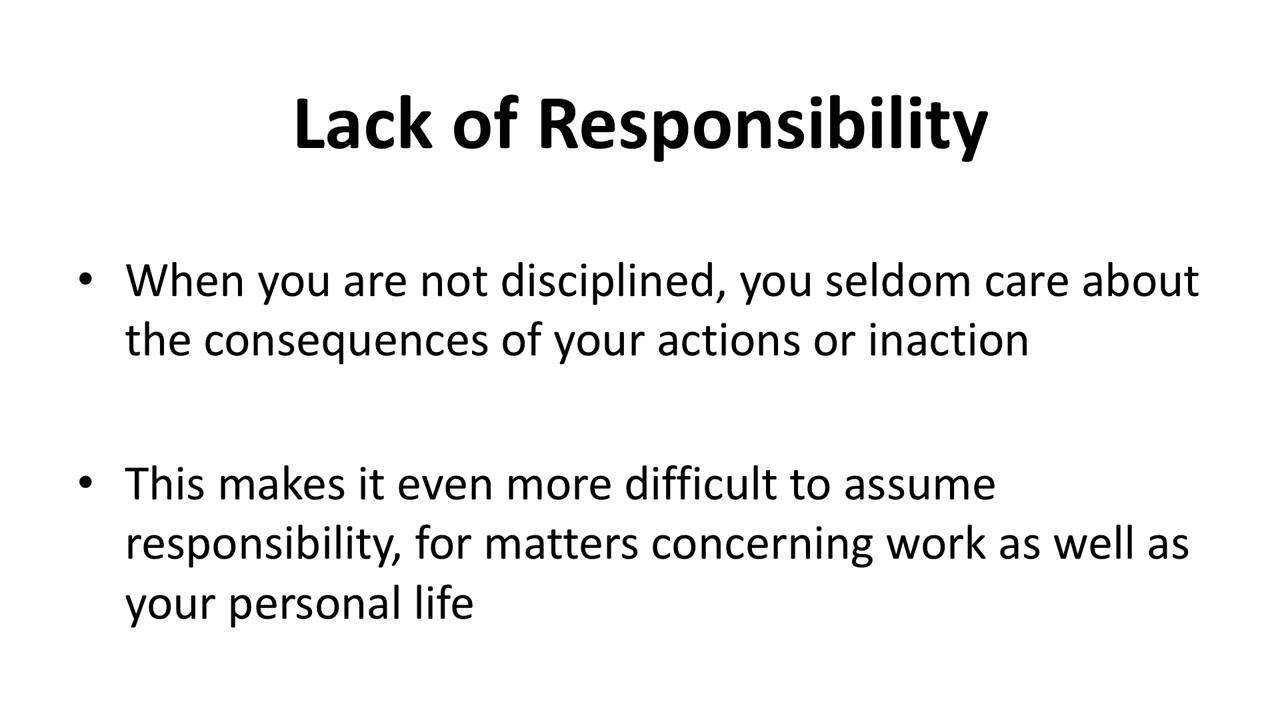 Lack of Responsibility
• When you are not disciplined, you seldom care about
the consequences of your actions or inaction
• This makes it even more difficult to assume
responsibility, for matters concerning work as well as
your personal life